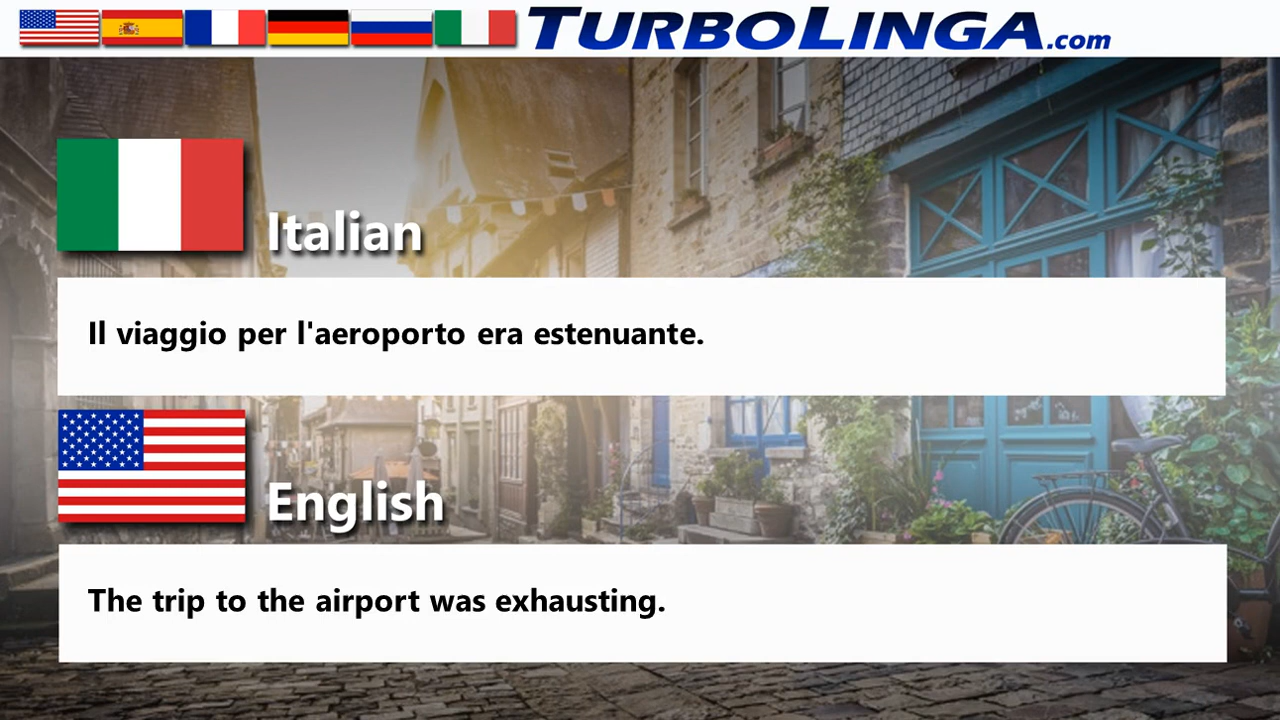 TURBOLINGA.com
Italian
Il viaggio per l'aeroporto era estenuante.
English
The trip to the airport was exhausting.